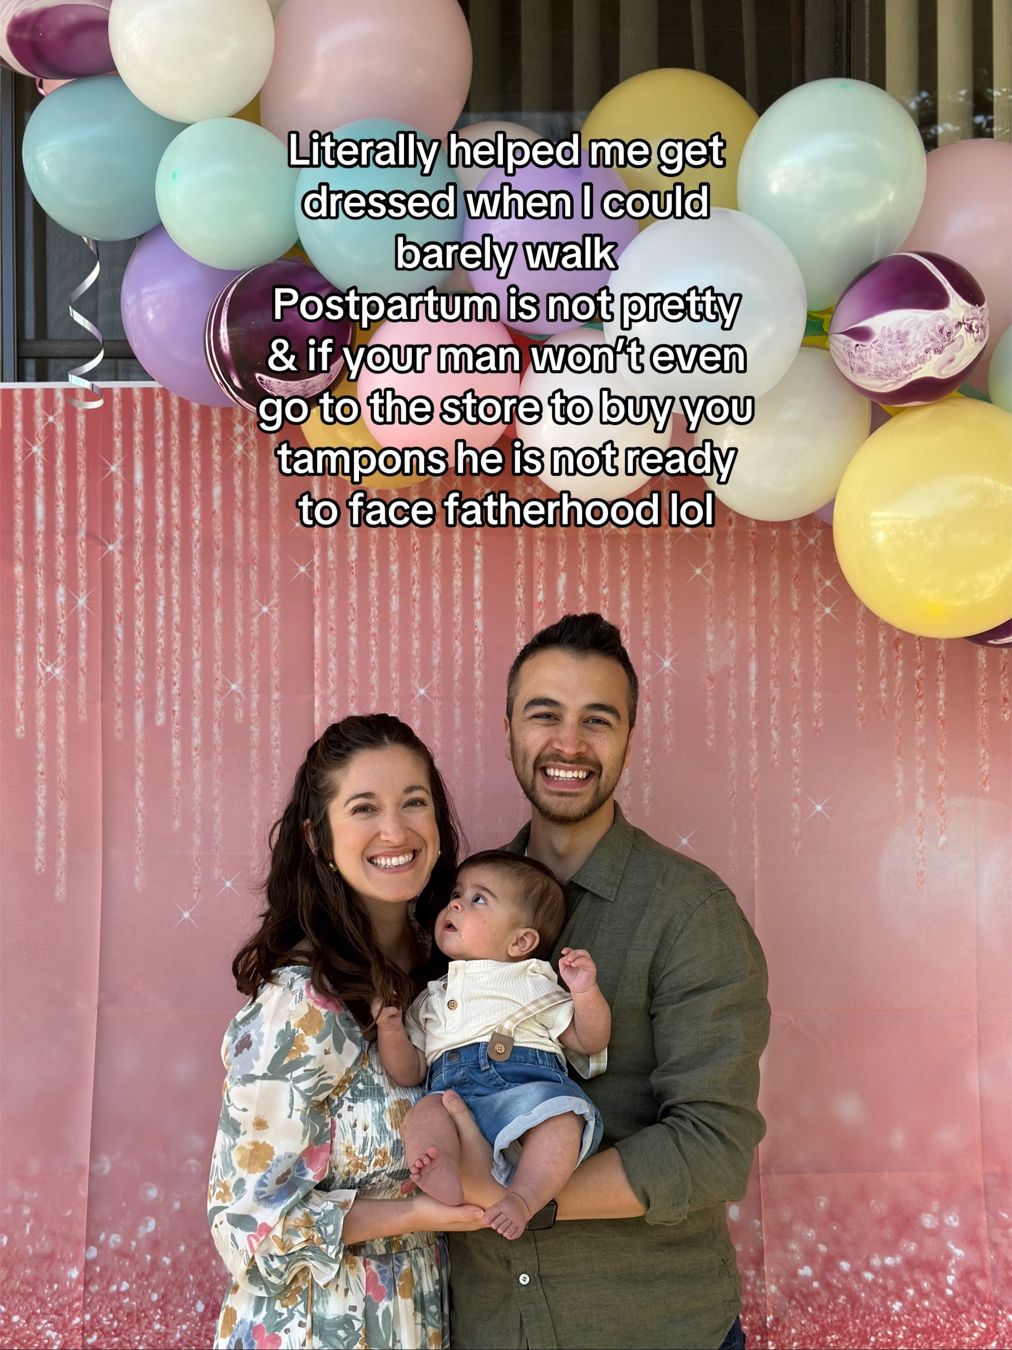 Literally helped me get
dressed when I could
barely walk
Postpartum is not pretty
& if your man won’t even
go to the store to buy you
tampons he is not ready
to face fatherhood lol